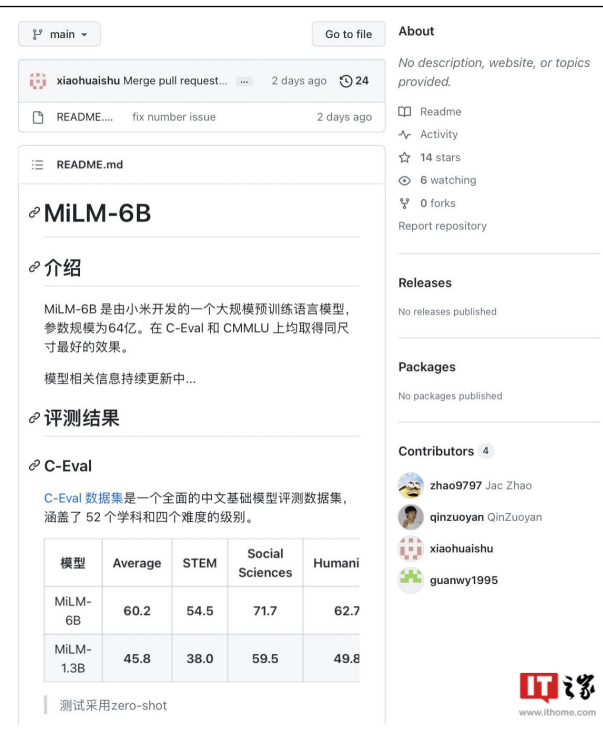 main
Go to file
xiaohuaishu Merge pull request... ... 2 days ago 24
README.... fix number issue 2 days ago
README.md
MiLM-6B
介绍
MiLM-6B 是由小米开发的一个大规模预训练语言模型，
参数规模为64亿。在 C-Eval 和 CMMLU 上均取得同尺
寸最好的效果。
模型相关信息持续更新中...
评测结果
C-Eval
C-Eval 数据集是一个全面的中文基础模型评测数据集，
涵盖了 52 个学科和四个难度的级别。
模型 Average STEM Social Sciences Humani
MiLM-6B 60.2 54.5 71.7 62.7
MiLM-1.3B 45.8 38.0 59.5 49.8
测试采用zero-shot
About
No description, website, or topics
provided.
Readme
Activity
14 stars
6 watching
0 forks
Report repository
Releases
No releases published
Packages
No packages published
Contributors 4
zhao9797 Jac Zhao
qinzuoyan QinZuoyan
xiaohuaishu
guanwy1995
IT之家
www.ithome.com